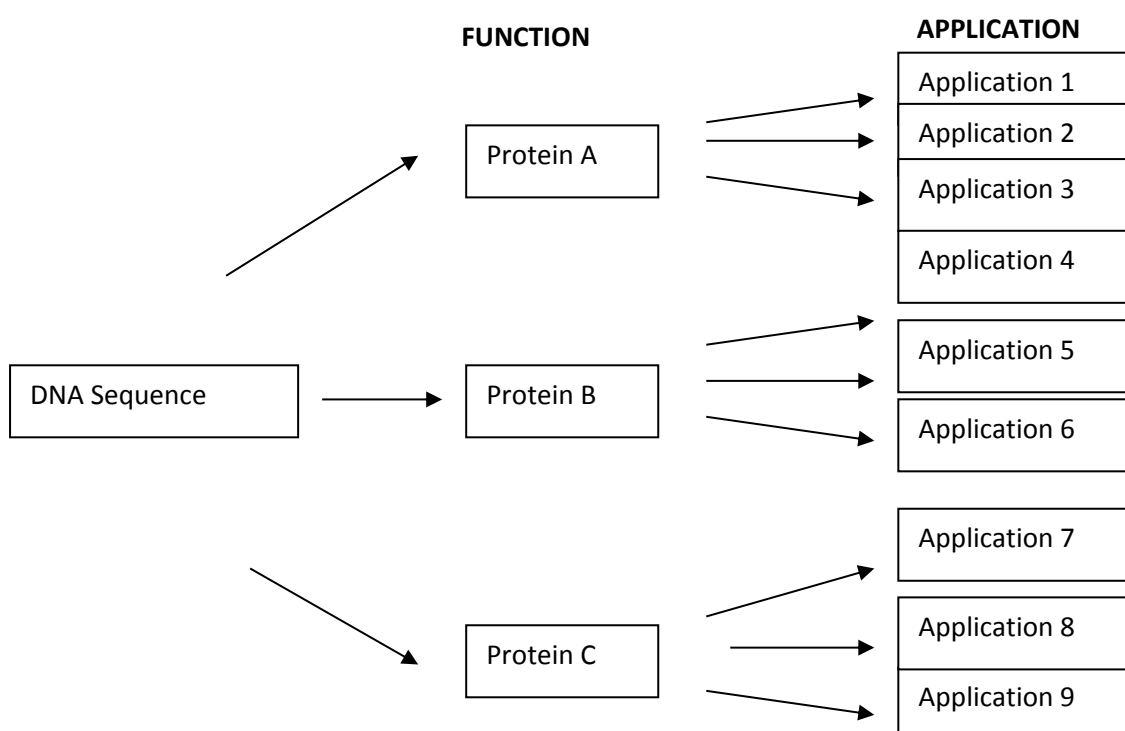 FUNCTION
APPLICATION
Application 1
Application 2
Protein A
Application 3
Application 4
Application 5
DNA Sequence
Protein B
Application 6
Application 7
Application 8
Protein C
Application 9